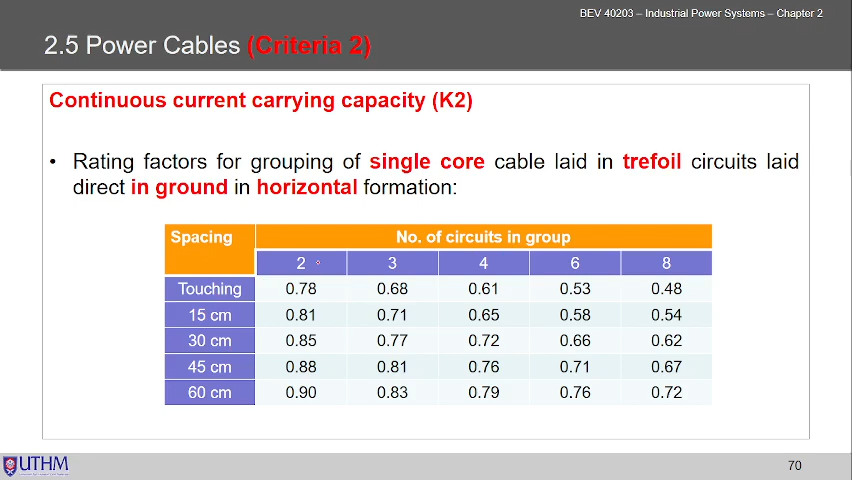 BEV 40203 – Industrial Power Systems – Chapter 2
2.5 Power Cables (Criteria 2)
Continuous current carrying capacity (K2)
• Rating factors for grouping of single core cable laid in trefoil circuits laid
direct in ground in horizontal formation:
Spacing No. of circuits in group
2 3 4 6 8
Touching 0.78 0.68 0.61 0.53 0.48
15 cm 0.81 0.71 0.65 0.58 0.54
30 cm 0.85 0.77 0.72 0.66 0.62
45 cm 0.88 0.81 0.76 0.71 0.67
60 cm 0.90 0.83 0.79 0.76 0.72
UTHM 70